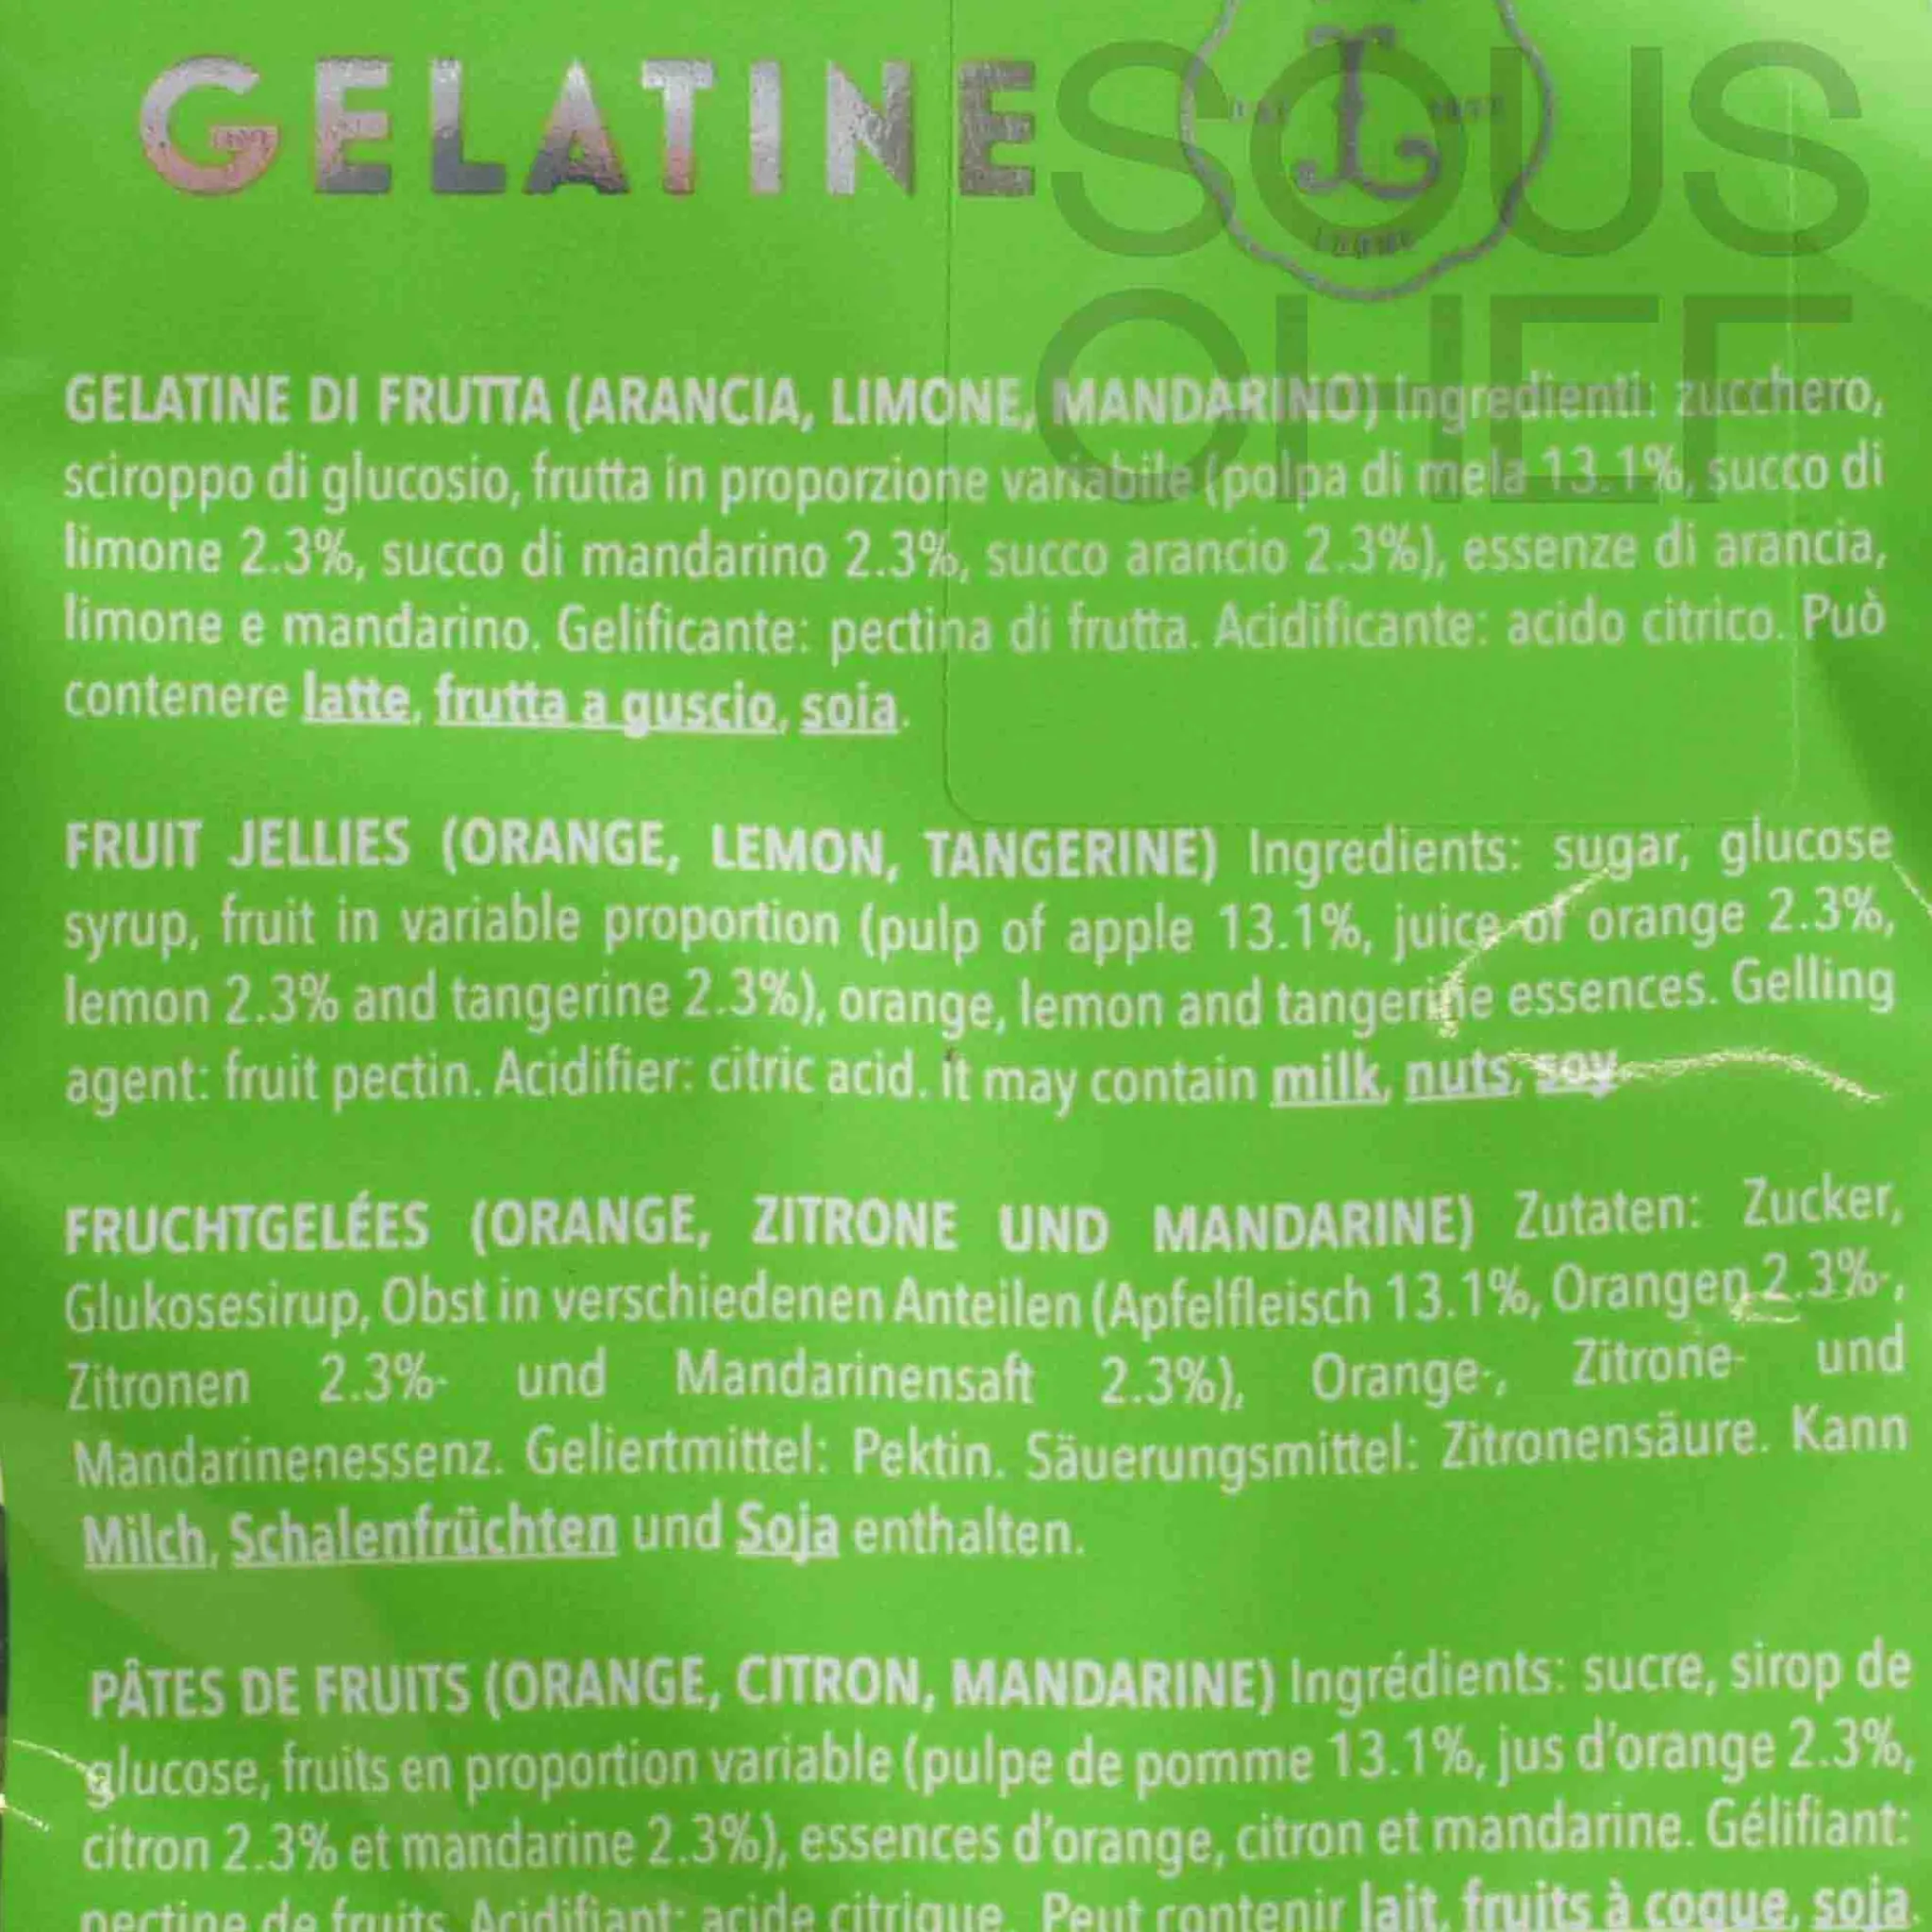 GELATINE
L
SOUS
CHEF
GELATINE DI FRUTTA (ARANCIA, LIMONE, MANDARINO) Ingredienti: zucchero,
sciroppo di glucosio, frutta in proporzione variabile (polpa di mela 13.1%, succo di
limone 2.3%, succo di mandarino 2.3%, succo arancio 2.3%), essenze di arancia,
limone e mandarino. Gelificante: pectina di frutta. Acidificante: acido citrico. Può
contenere latte, frutta a guscio, soia.
FRUIT JELLIES (ORANGE, LEMON, TANGERINE) Ingredients: sugar, glucose
syrup, fruit in variable proportion (pulp of apple 13.1%, juice of orange 2.3%,
lemon 2.3% and tangerine 2.3%), orange, lemon and tangerine essences. Gelling
agent: fruit pectin. Acidifier: citric acid. it may contain milk, nuts, soy
FRUCHTGELÉES (ORANGE, ZITRONE UND MANDARINE) Zutaten: Zucker,
Glukosesirup, Obst in verschiedenen Anteilen (Apfelfleisch 13.1%, Orangen 2.3%-,
Zitronen 2.3%- und Mandarinensaft 2.3%), Orange-, Zitrone- und
Mandarinenessenz. Geliertmittel: Pektin. Säuerungsmittel: Zitronensäure. Kann
Milch, Schalenfrüchten und Soja enthalten.
PÂTES DE FRUITS (ORANGE, CITRON, MANDARINE) Ingrédients: sucre, sirop de
glucose, fruits en proportion variable (pulpe de pomme 13.1%, jus d'orange 2.3%,
citron 2.3% et mandarine 2.3%), essences d'orange, citron et mandarine. Gélifiant:
pectine de fruits. Acidifiant: acide citrique. Peut contenir lait, fruits à coque, soja.